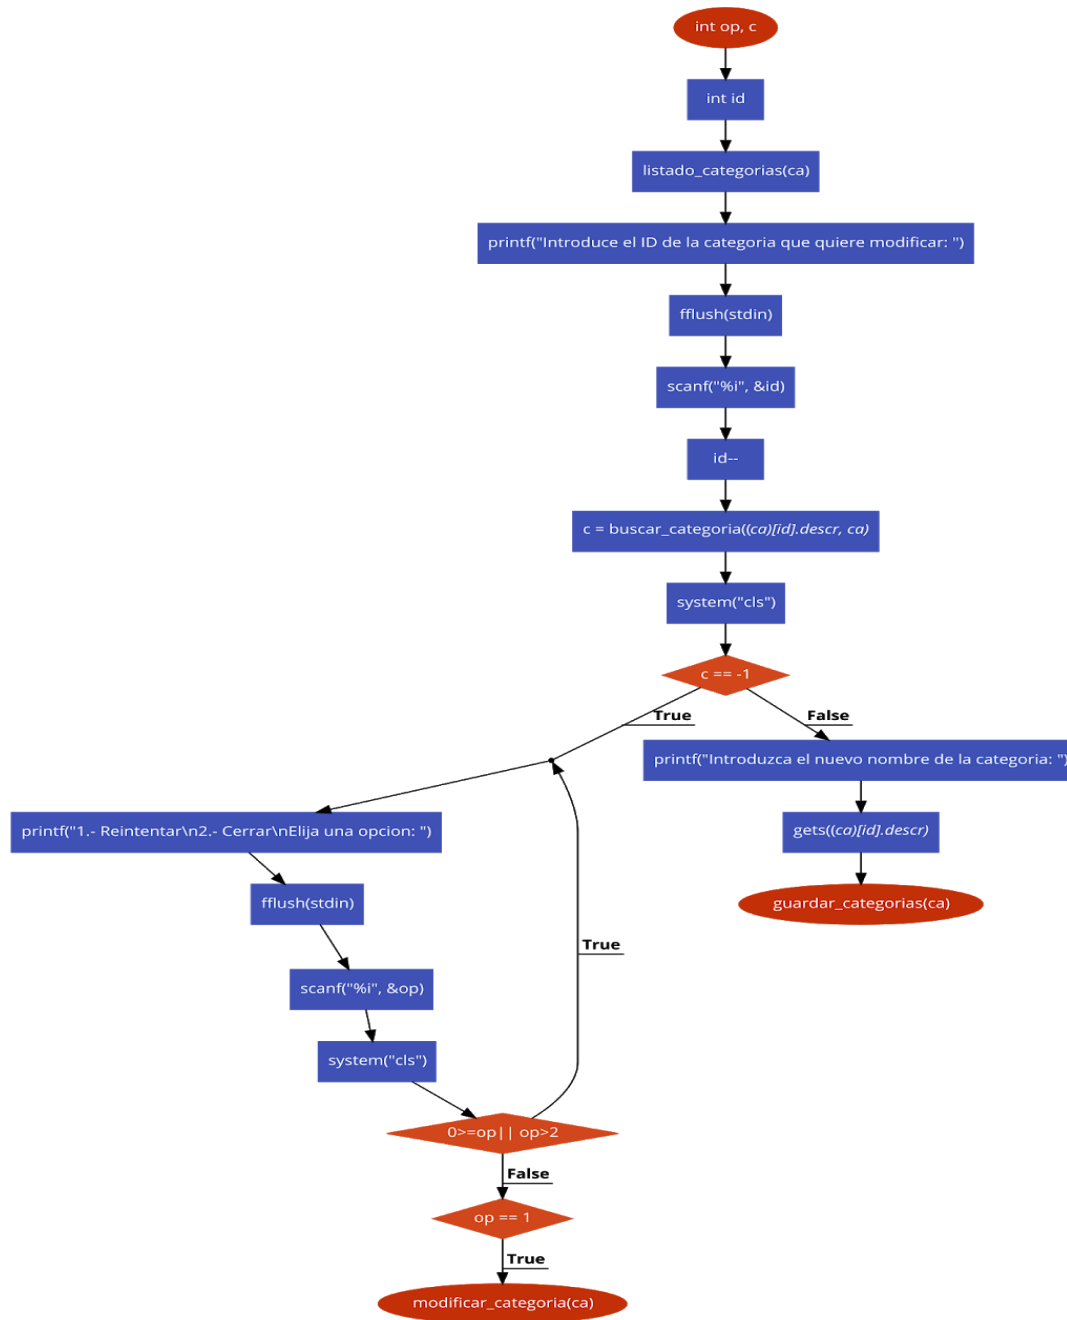 int op, c
int id
listado_categorias(ca)
printf("Introduce el ID de la categoria que quiere modificar: ")
fflush(stdin)
scanf("%i", &id)
id--
c = buscar_categoria((ca)[id].descr, ca)
system("cls")
c == -1
True
False
printf("Introduzca el nuevo nombre de la categoria: ")
gets((ca)[id].descr)
guardar_categorias(ca)
printf("1.- Reintentar\n2.- Cerrar\nElija una opcion: ")
fflush(stdin)
True
scanf("%i", &op)
system("cls")
0>=op|| op>2
False
op == 1
True
modificar_categoria(ca)